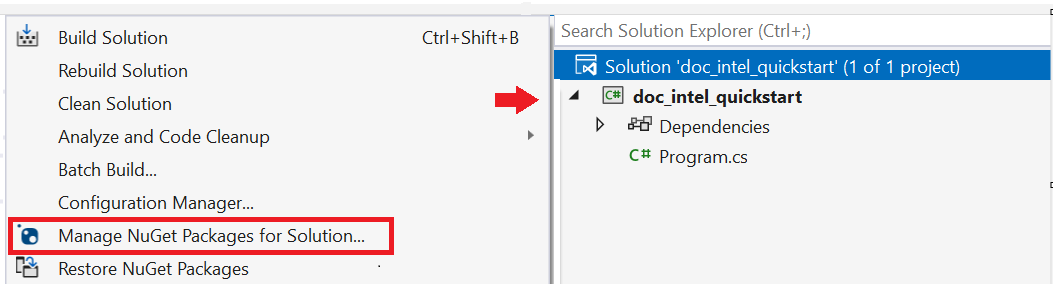 Build Solution Ctrl+Shift+B
Rebuild Solution
Clean Solution
Analyze and Code Cleanup
Batch Build...
Configuration Manager...
Manage NuGet Packages for Solution...
Restore NuGet Packages
Search Solution Explorer (Ctrl+;)
Solution 'doc_intel_quickstart' (1 of 1 project)
C# doc_intel_quickstart
Dependencies
C# Program.cs